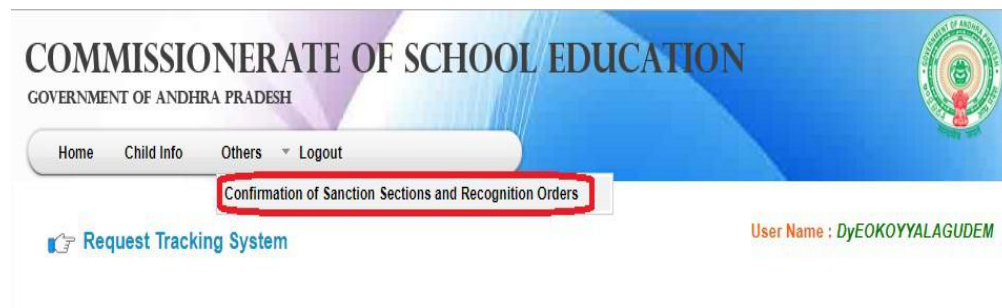 COMMISSIONERATE OF SCHOOL EDUCATION
GOVERNMENT OF ANDHRA PRADESH
Home Child Info Others Logout
Confirmation of Sanction Sections and Recognition Orders
Request Tracking System
User Name : DyEOKOYYALAGUDEM